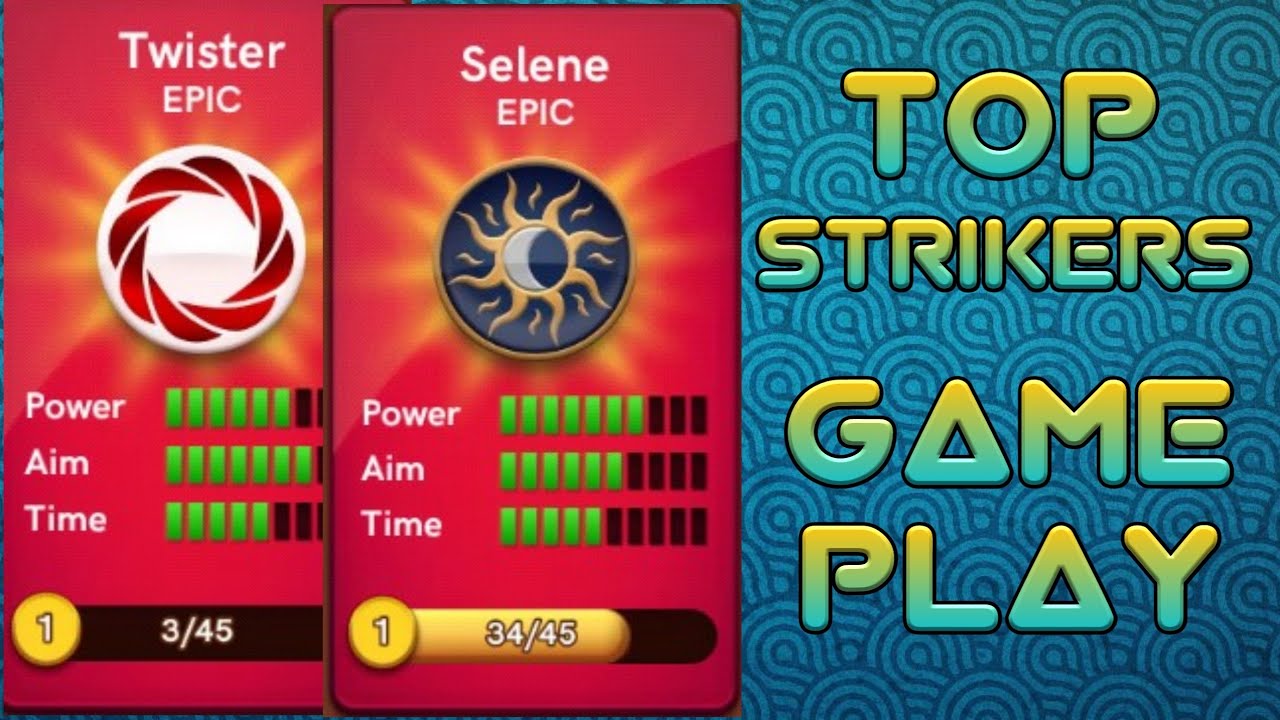 Twister
EPIC
Power
Aim
Time
1
3/45
Selene
EPIC
Power
Aim
Time
1
34/45
TOP
STRIKERS
GAME
PLAY